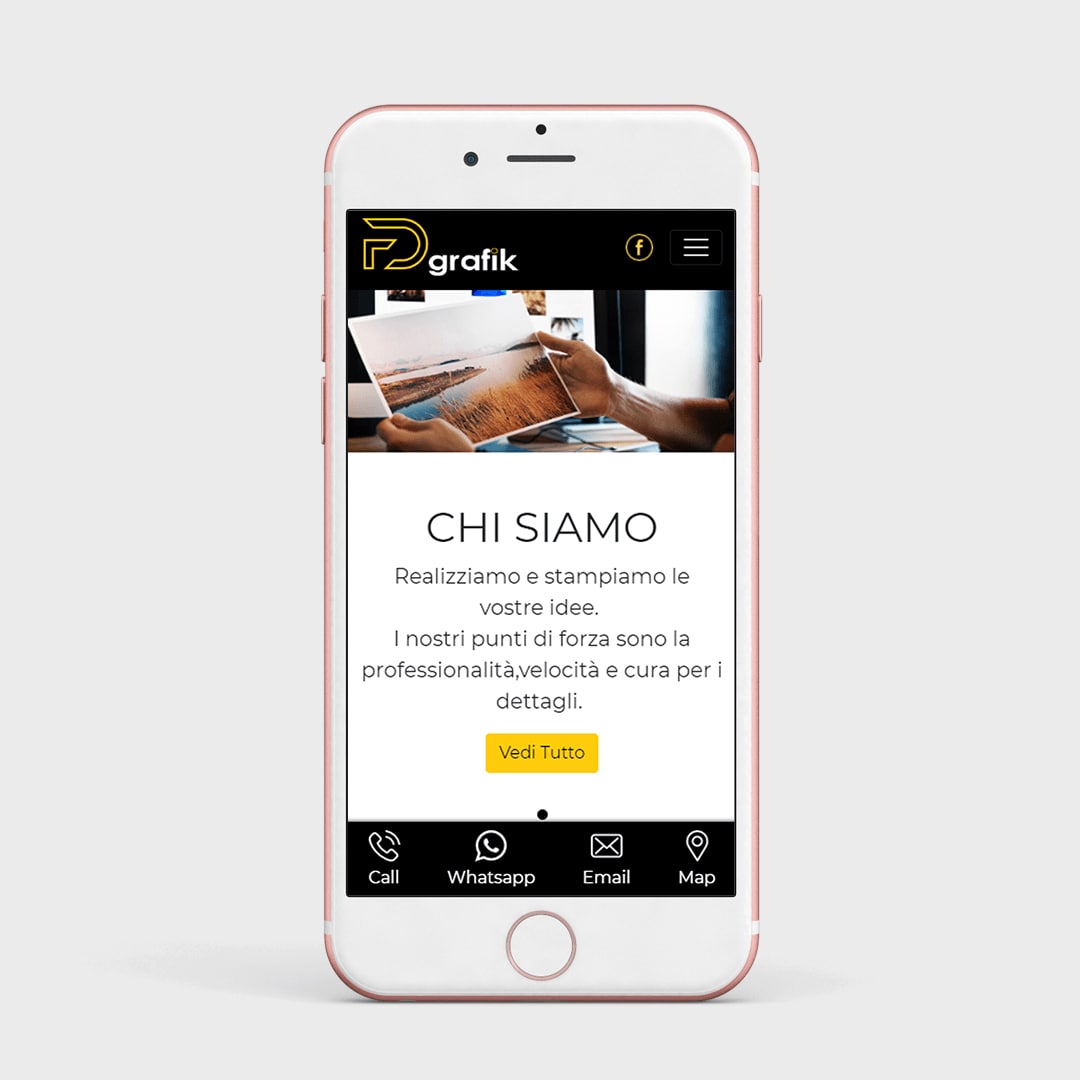 FD grafik
CHI SIAMO
Realizziamo e stampiamo le
vostre idee.
I nostri punti di forza sono la
professionalità,velocità e cura per i
dettagli.
Vedi Tutto
Call Whatsapp Email Map